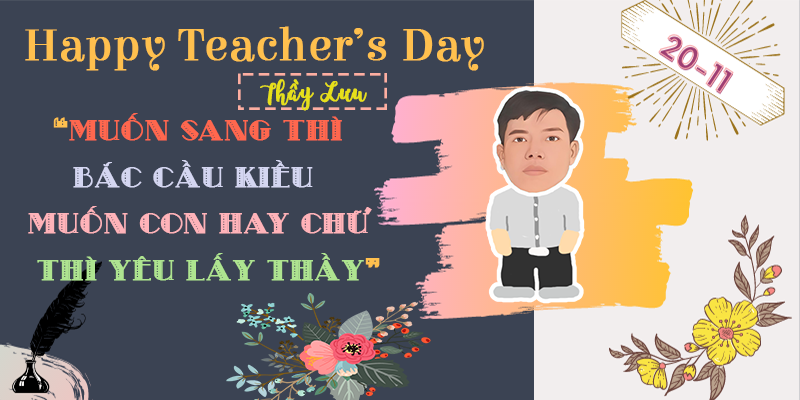 Happy Teacher's Day
20-11
Thầy Lưu
“MUỐN SANG THÌ
BÁC CẦU KIỀU
MUỐN CON HAY CHỮ
THÌ YÊU LẤY THẦY”